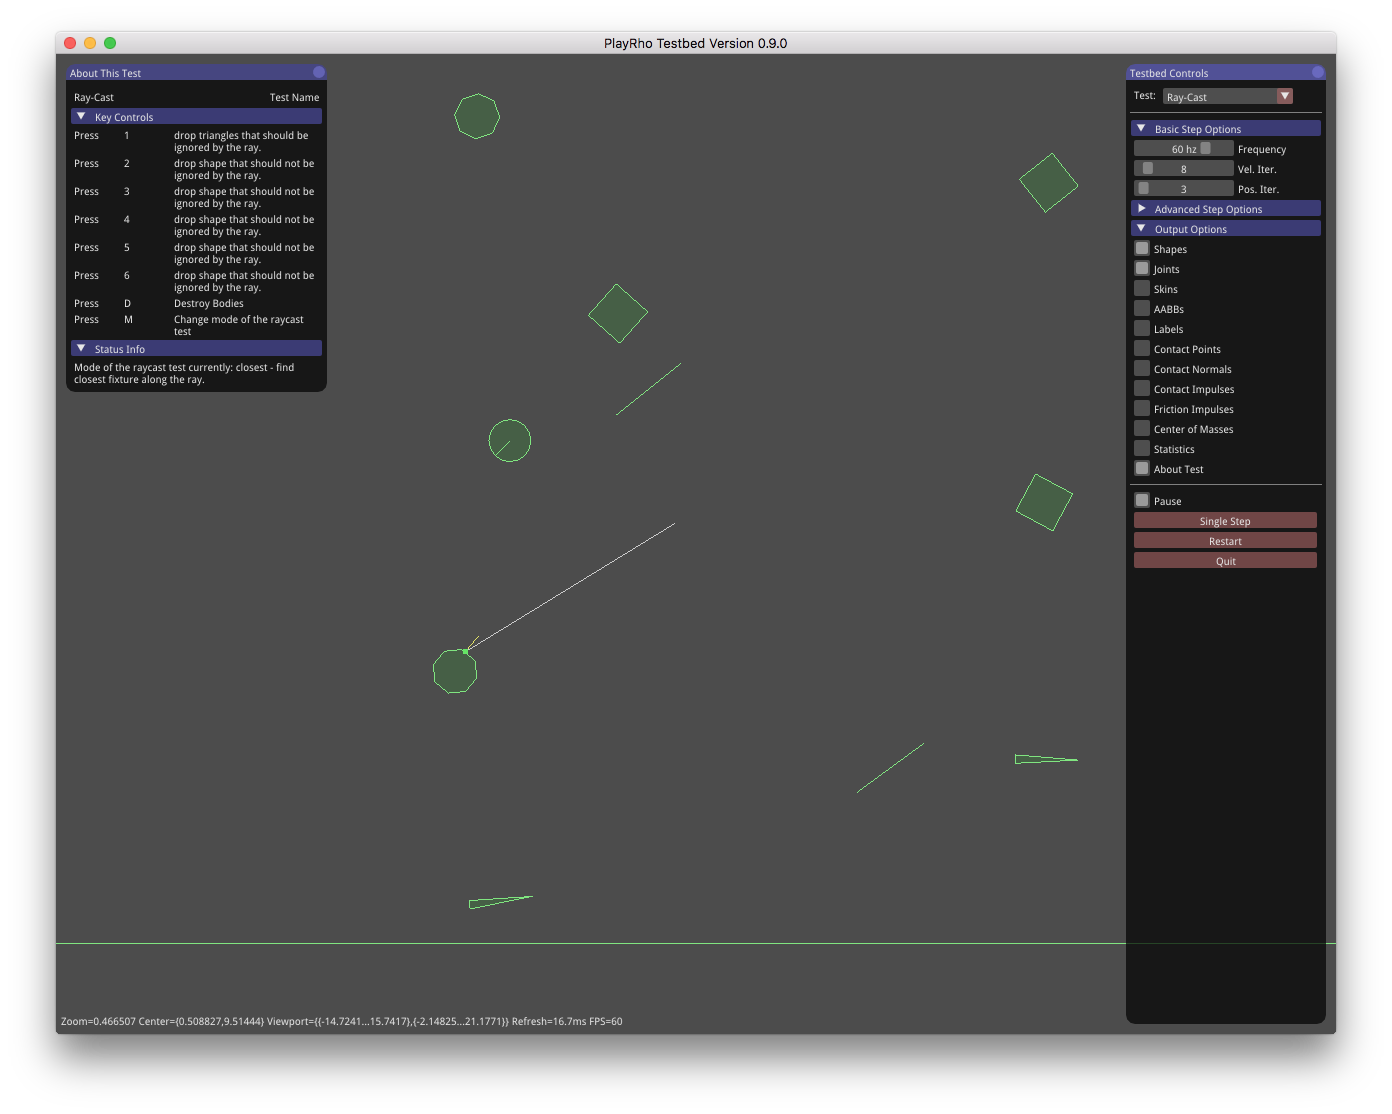 PlayRho Testbed Version 0.9.0
About This Test
Ray-Cast Test Name
Key Controls
Press 1 drop triangles that should be
ignored by the ray.
Press 2 drop shape that should not be
ignored by the ray.
Press 3 drop shape that should not be
ignored by the ray.
Press 4 drop shape that should not be
ignored by the ray.
Press 5 drop shape that should not be
ignored by the ray.
Press 6 drop shape that should not be
ignored by the ray.
Press D Destroy Bodies
Press M Change mode of the raycast
test
Status Info
Mode of the raycast test currently: closest - find
closest fixture along the ray.
Testbed Controls
Test: Ray-Cast
Basic Step Options
60 hz Frequency
8 Vel. Iter.
3 Pos. Iter.
Advanced Step Options
Output Options
Shapes
Joints
Skins
AABBs
Labels
Contact Points
Contact Normals
Contact Impulses
Friction Impulses
Center of Masses
Statistics
About Test
Pause
Single Step
Restart
Quit
Zoom=0.466507 Center={0.508827,9.51444} Viewport={{-14.7241...15.7417},{-2.14825...21.1771}} Refresh=16.7ms FPS=60